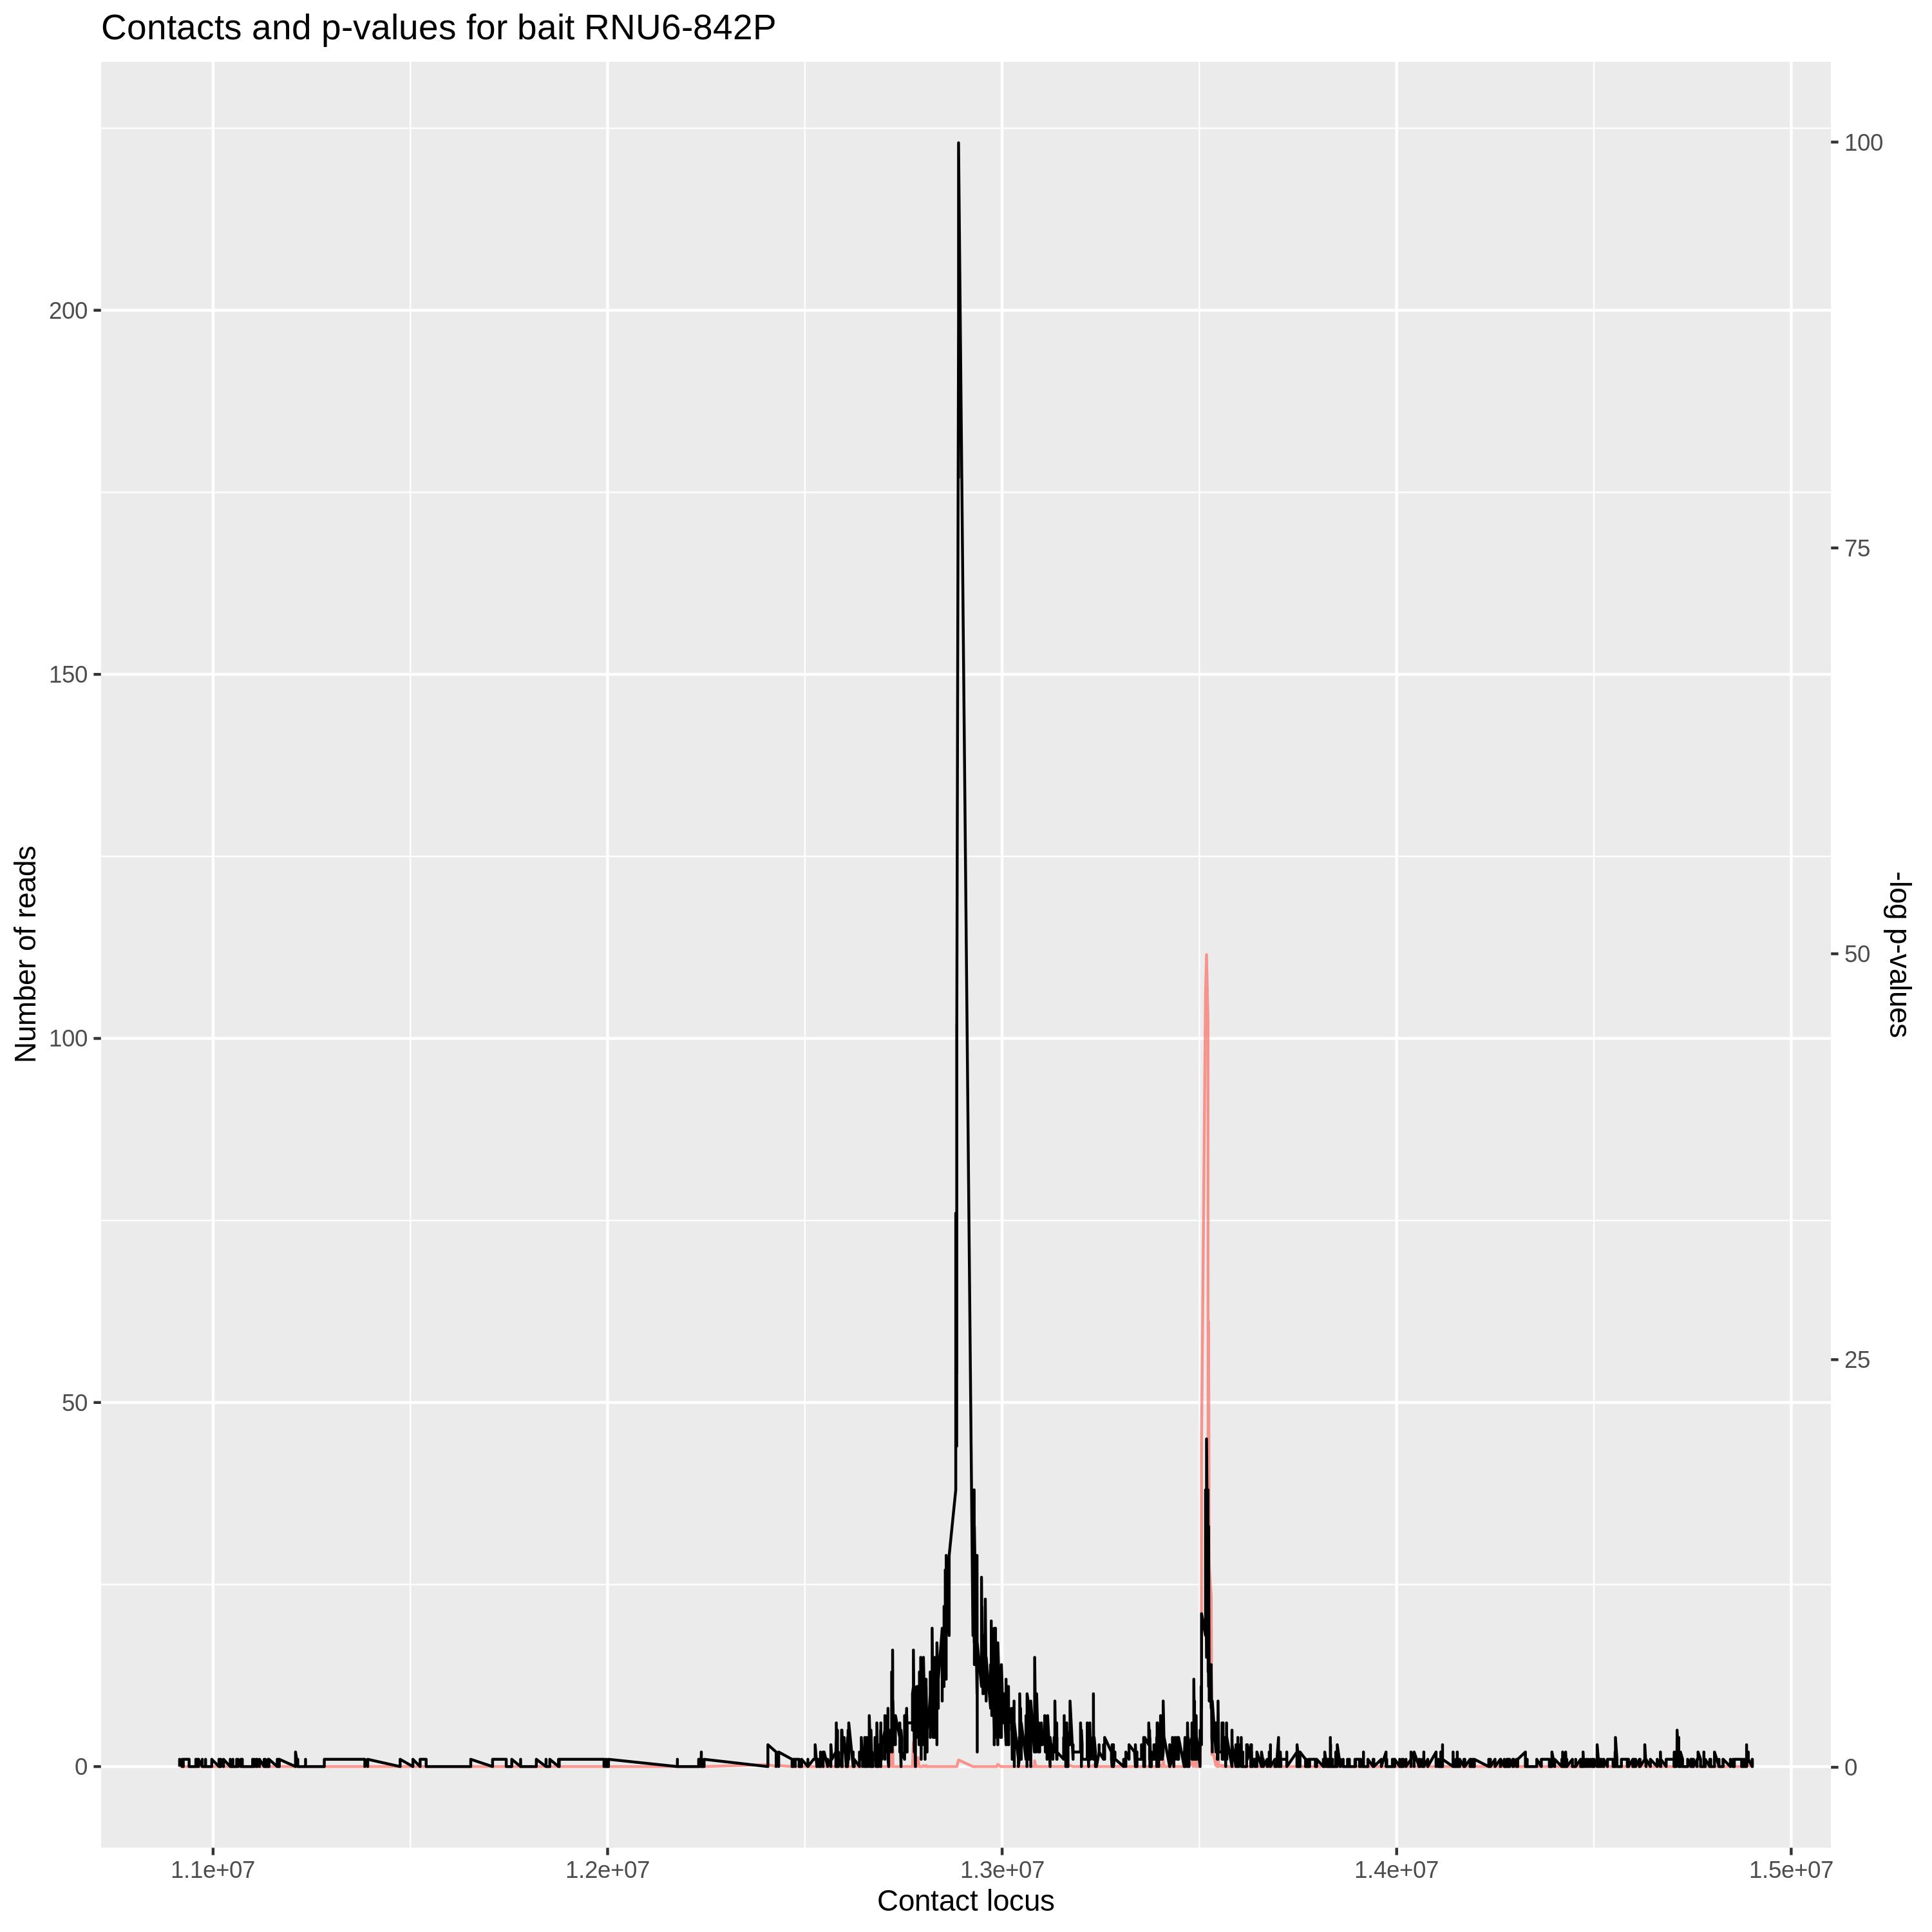 Contacts and p-values for bait RNU6-842P
Number of reads
200
150
100
50
0
100
75
50
25
0
-log p-values
1.1e+07 1.2e+07 1.3e+07 1.4e+07 1.5e+07
Contact locus